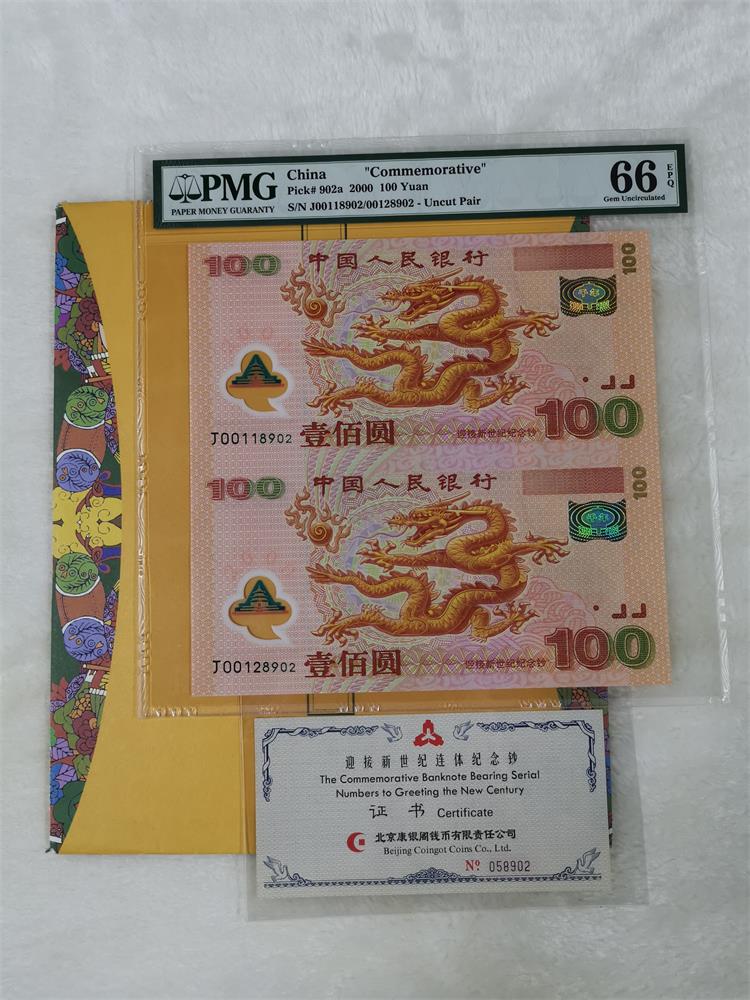 PMG
PAPER MONEY GUARANTY
China "Commemorative"
Pick# 902a 2000 100 Yuan
S/N J00118902/00128902 - Uncut Pair
66
EPQ
Gem Uncirculated
100
中国人民银行
100
J00118902
壹佰圆
迎接新世纪纪念钞
100
100
中国人民银行
100
J00128902
壹佰圆
迎接新世纪纪念钞
100
迎接新世纪连体纪念钞
The Commemorative Banknote Bearing Serial
Numbers to Greeting the New Century
证书 Certificate
北京康银阁钱币有限责任公司
Beijing Coingot Coins Co., Ltd.
Nº 058902